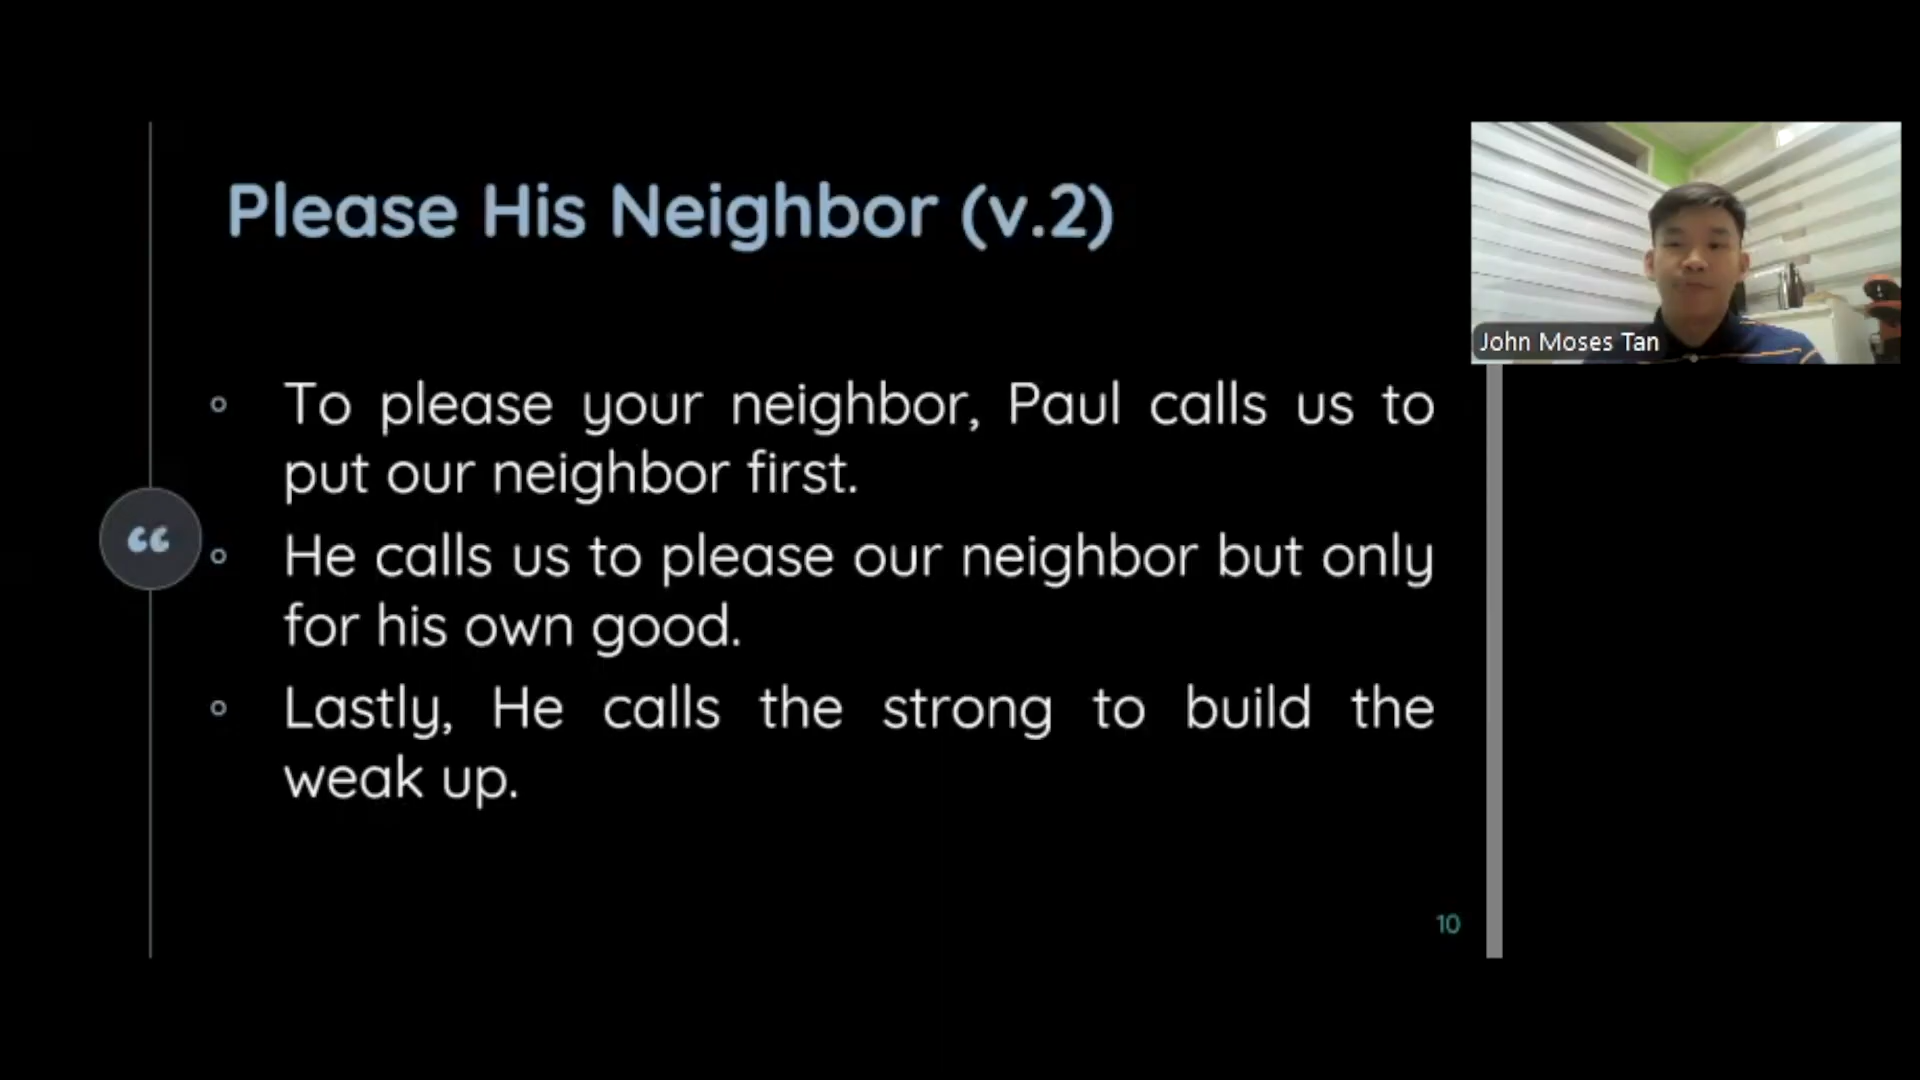 Please His Neighbor (v.2)
John Moses Tan
To please your neighbor, Paul calls us to
put our neighbor first.
“
He calls us to please our neighbor but only
for his own good.
Lastly, He calls the strong to build the
weak up.
10